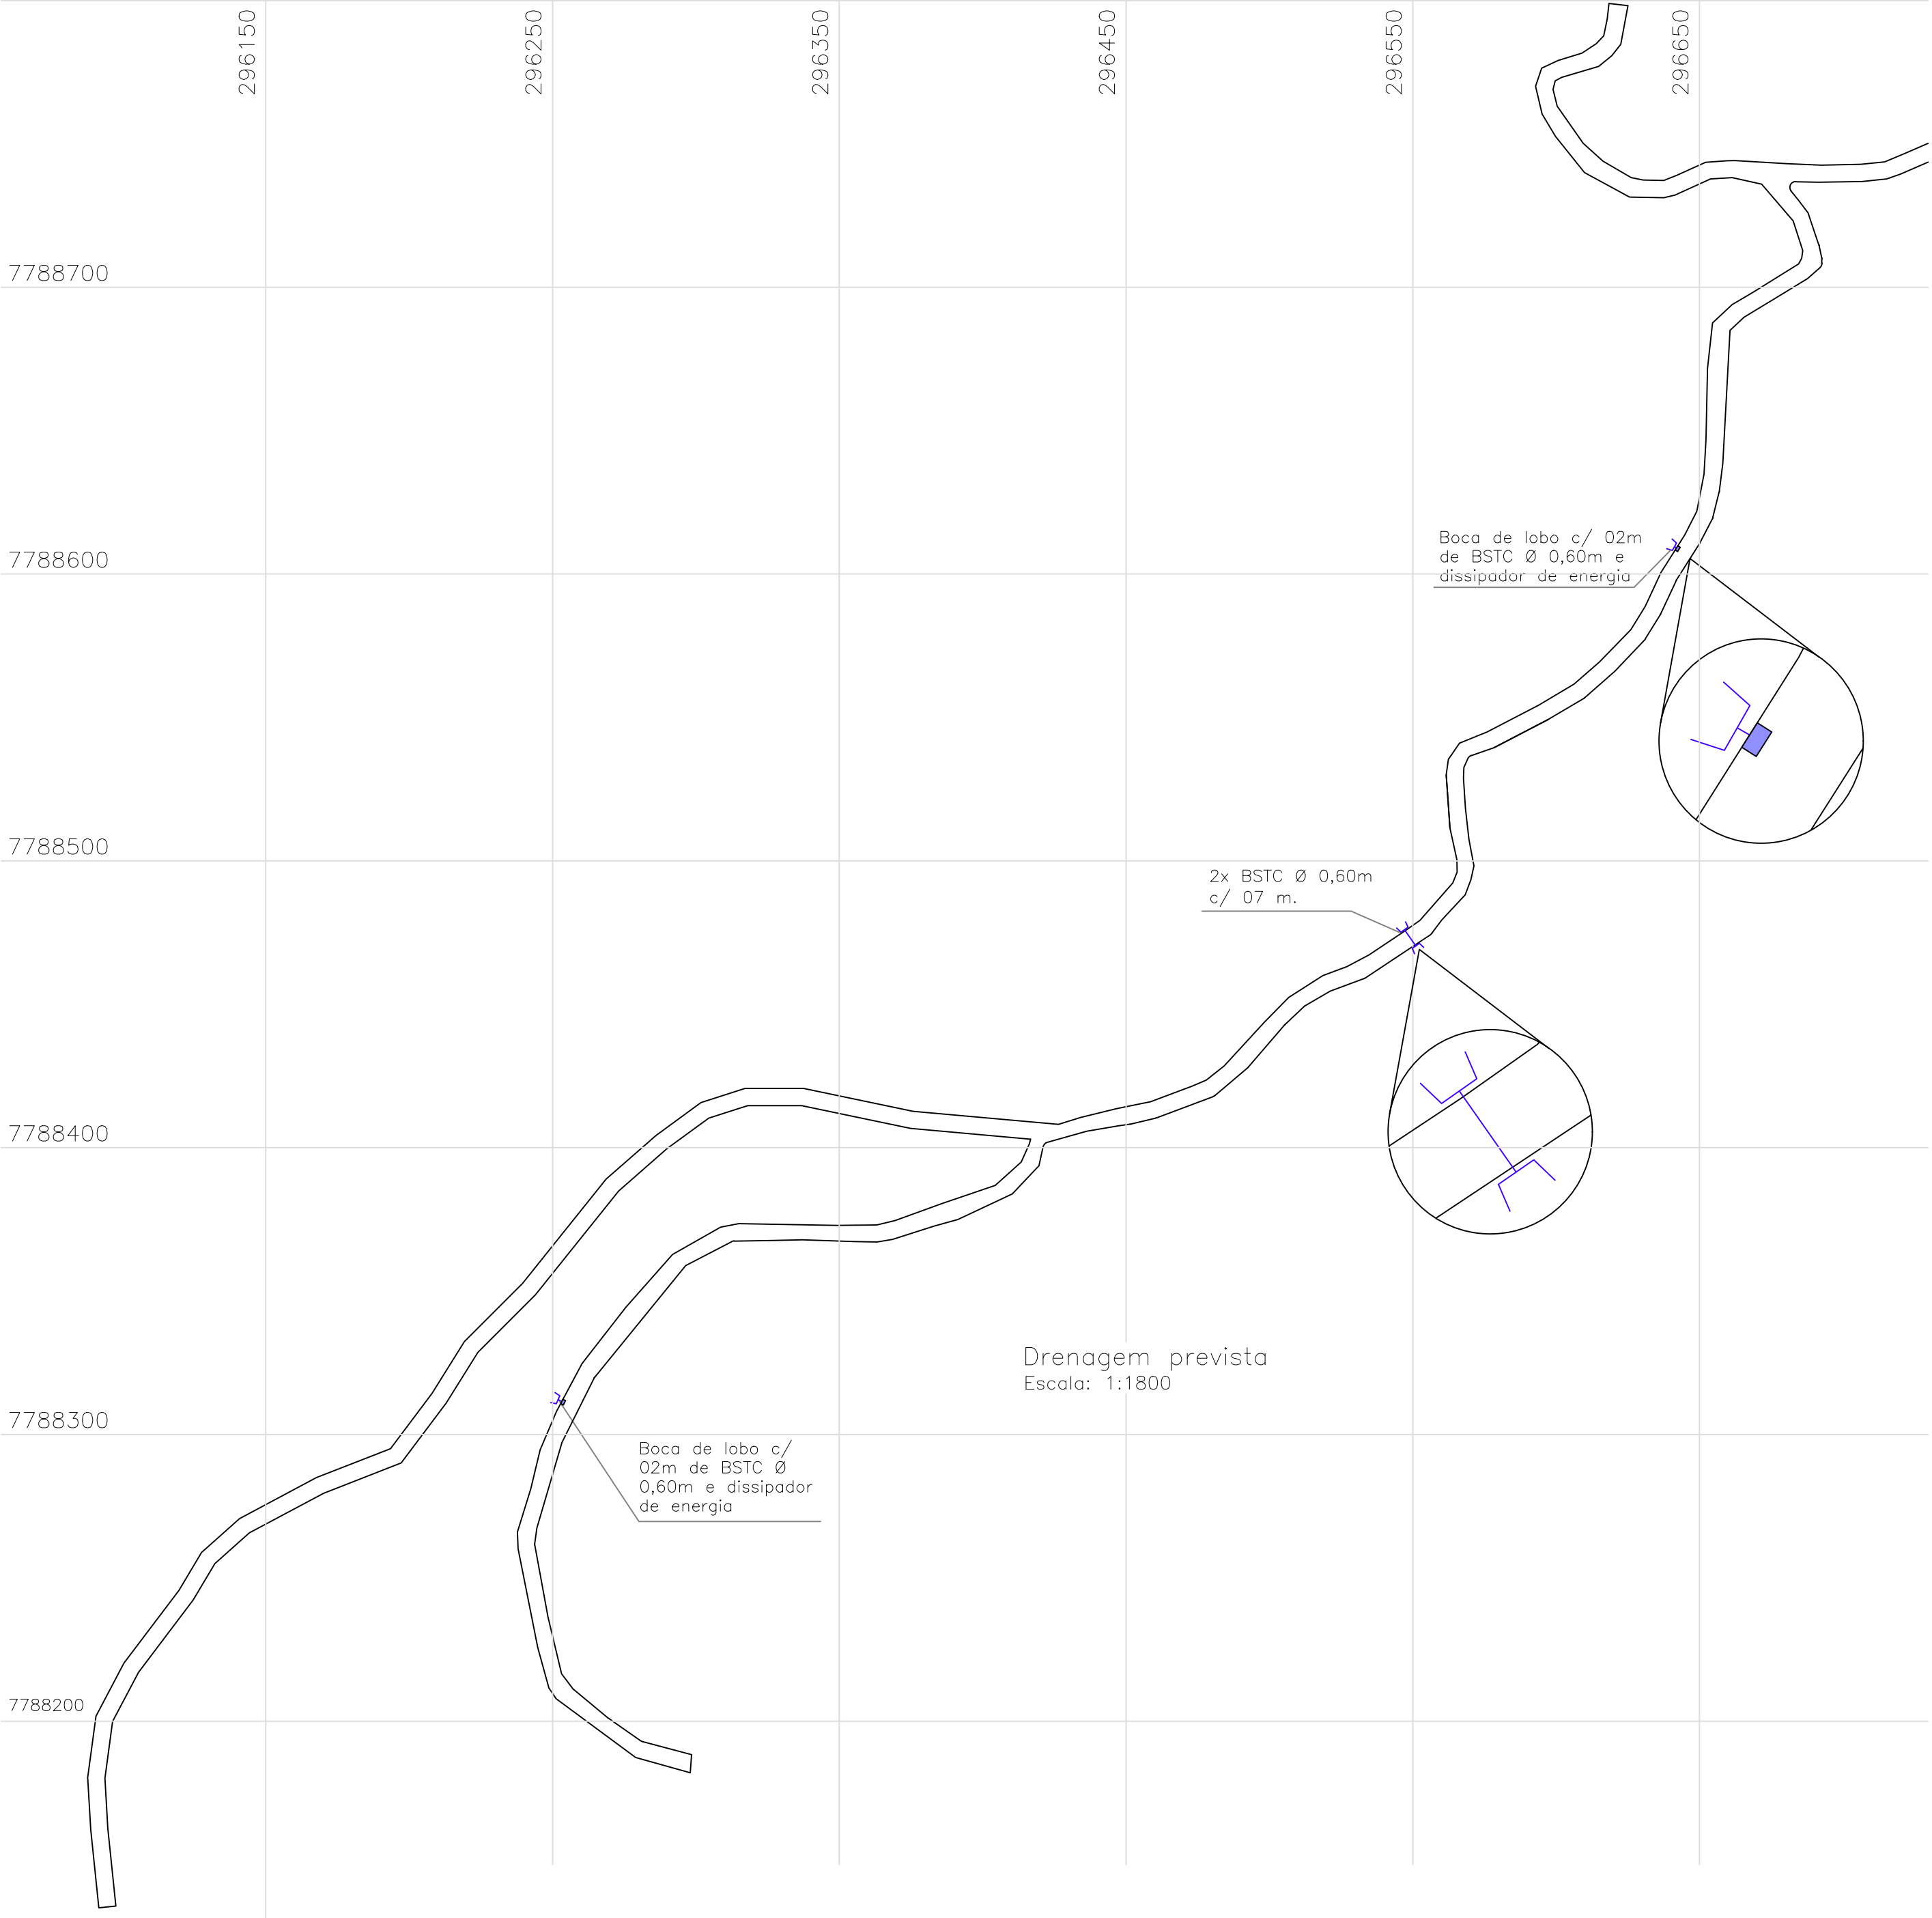 296150
296250
296350
296450
296550
296650
7788700
Boca de lobo c/ 02m
de BSTC Ø 0,60m e
dissipador de energia
7788600
7788500
2x BSTC Ø 0,60m
c/ 07 m.
7788400
Drenagem prevista
Escala: 1:1800
7788300
Boca de lobo c/
02m de BSTC Ø
0,60m e dissipador
de energia
7788200